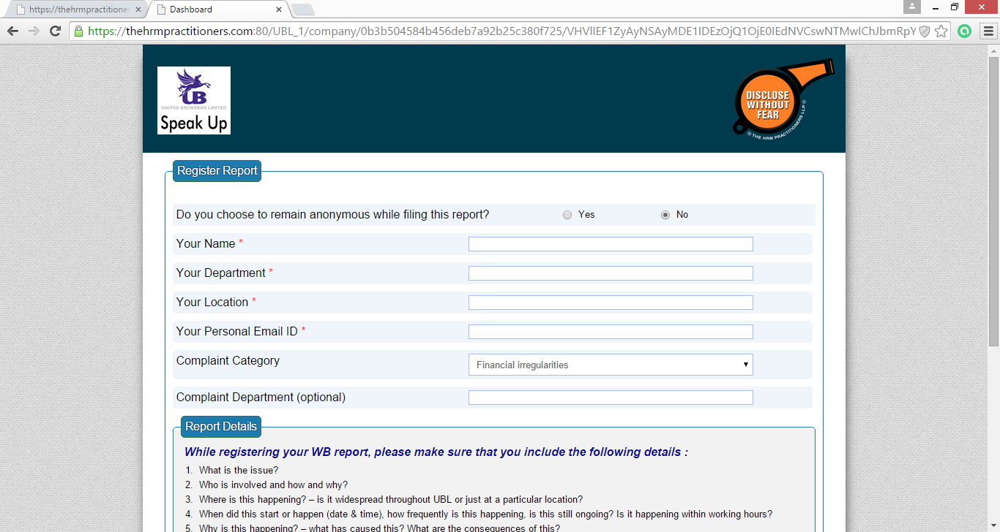 https://thehrmpractitione
Dashboard
https://thehrmpractitioners.com:80/UBL_1/company/0b3b504584b456deb7a92b25c380f725/VHVlIEF1ZyAyNSAyMDE1IDEzOjQ1OjE0IEdNVCswNTMwIChJbmRpY
UB
UNITED BREWERIES LIMITED
Speak Up
DISCLOSE
WITHOUT
FEAR
© THE HRM PRACTITIONERS LLP ©
Register Report
Do you choose to remain anonymous while filing this report? Yes No
Your Name *
Your Department *
Your Location *
Your Personal Email ID *
Complaint Category Financial irregularities
Complaint Department (optional)
Report Details
While registering your WB report, please make sure that you include the following details :
1. What is the issue?
2. Who is involved and how and why?
3. Where is this happening? – is it widespread throughout UBL or just at a particular location?
4. When did this start or happen (date & time), how frequently is this happening, is this still ongoing? Is it happening within working hours?
5. Why is this happening? – what has caused this? What are the consequences of this?